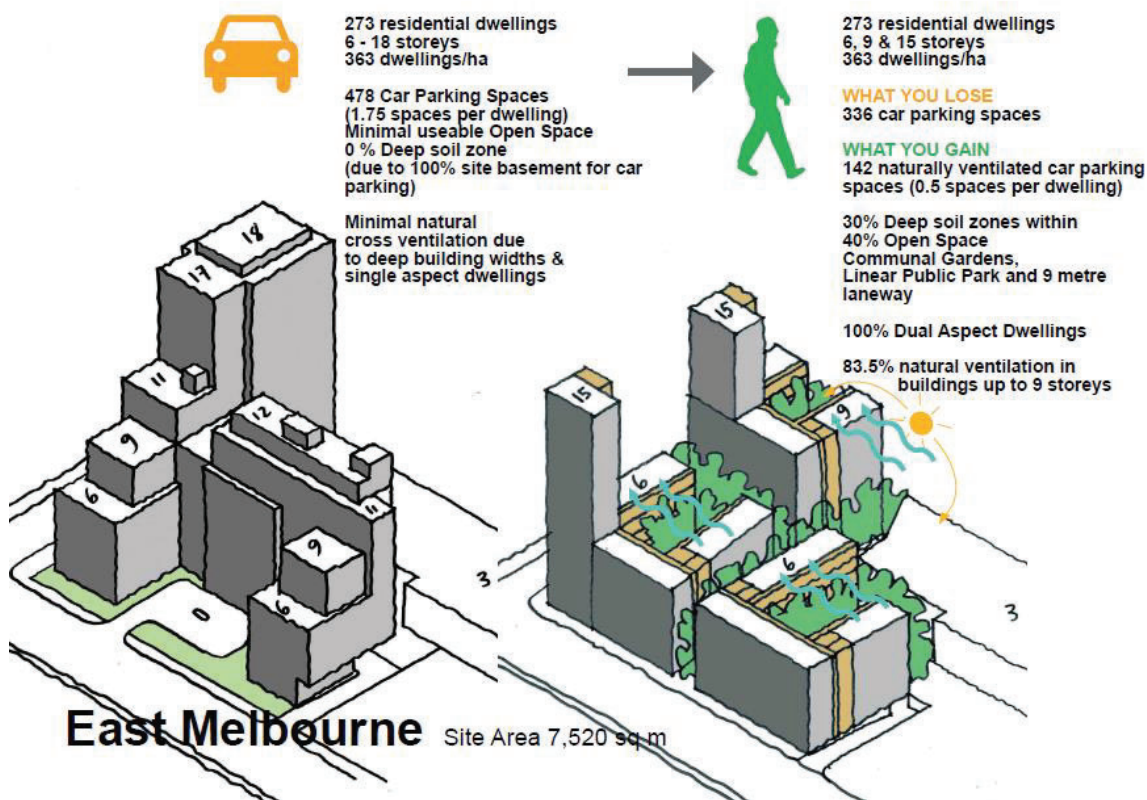 273 residential dwellings
6 - 18 storeys
363 dwellings/ha
478 Car Parking Spaces
(1.75 spaces per dwelling)
Minimal useable Open Space
0 % Deep soil zone
(due to 100% site basement for car
parking)
Minimal natural
cross ventilation due
to deep building widths &
single aspect dwellings
273 residential dwellings
6, 9 & 15 storeys
363 dwellings/ha
WHAT YOU LOSE
336 car parking spaces
WHAT YOU GAIN
142 naturally ventilated car parking
spaces (0.5 spaces per dwelling)
30% Deep soil zones within
40% Open Space
Communal Gardens,
Linear Public Park and 9 metre
laneway
100% Dual Aspect Dwellings
83.5% natural ventilation in
buildings up to 9 storeys
18
17
11
12
9
6
11
9
6
0
3
15
15
9
6
6
3
East Melbourne Site Area 7,520 sq m